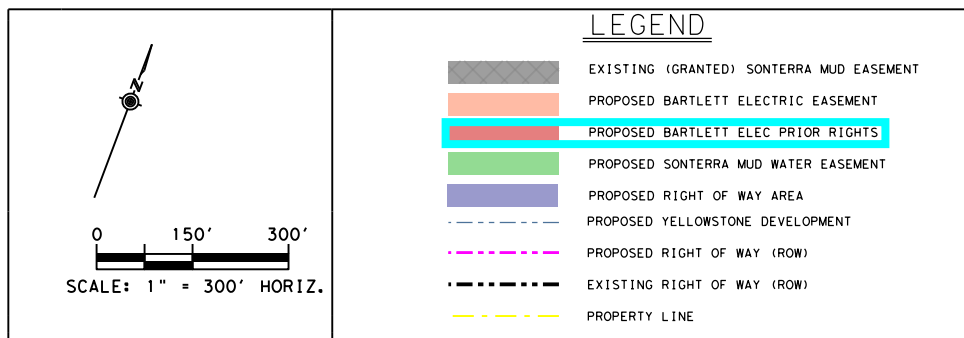 N
0 150' 300'
SCALE: 1" = 300' HORIZ.
LEGEND
EXISTING (GRANTED) SONTERRA MUD EASEMENT
PROPOSED BARTLETT ELECTRIC EASEMENT
PROPOSED BARTLETT ELEC PRIOR RIGHTS
PROPOSED SONTERRA MUD WATER EASEMENT
PROPOSED RIGHT OF WAY AREA
PROPOSED YELLOWSTONE DEVELOPMENT
PROPOSED RIGHT OF WAY (ROW)
EXISTING RIGHT OF WAY (ROW)
PROPERTY LINE